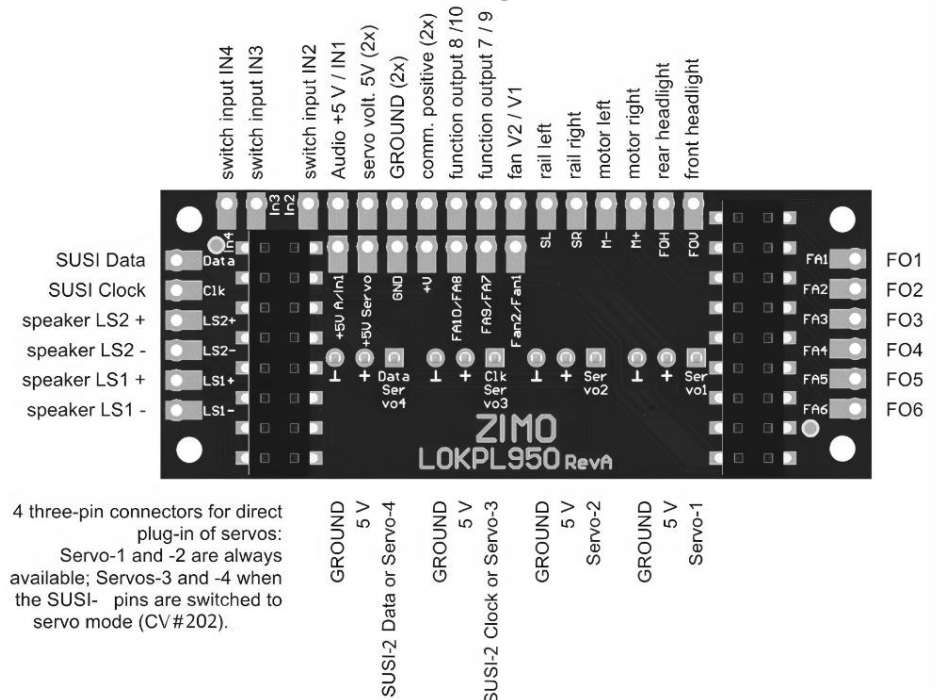 switch input IN4
switch input IN3
switch input IN2
Audio +5 V / IN1
servo volt. 5V (2x)
GROUND (2x)
comm. positive (2x)
function output 8 /10
function output 7 / 9
fan V2 / V1
rail left
rail right
motor left
motor right
rear headlight
front headlight
In4
In3
In2
SL
SR
M-
M+
FOH
FOV
SUSI Data
SUSI Clock
speaker LS2 +
speaker LS2 -
speaker LS1 +
speaker LS1 -
Data
Clk
LS2+
LS2-
LS1+
LS1-
+5V A/In1
+5V Servo
GND
+V
FA10/FA8
FA9/FA7
Fan2/Fan1
FA1
FA2
FA3
FA4
FA5
FA6
FO1
FO2
FO3
FO4
FO5
FO6
⊥ + Data
Ser
vo4
⊥ + Clk
Ser
vo3
⊥ + Ser
vo2
⊥ + Ser
vo1
ZIMO
LOKPL950 RevA
4 three-pin connectors for direct
plug-in of servos:
Servo-1 and -2 are always
available; Servos-3 and -4 when
the SUSI- pins are switched to
servo mode (CV#202).
GROUND
5 V
SUSI-2 Data or Servo-4
GROUND
5 V
SUSI-2 Clock or Servo-3
GROUND
5 V
Servo-2
GROUND
5 V
Servo-1